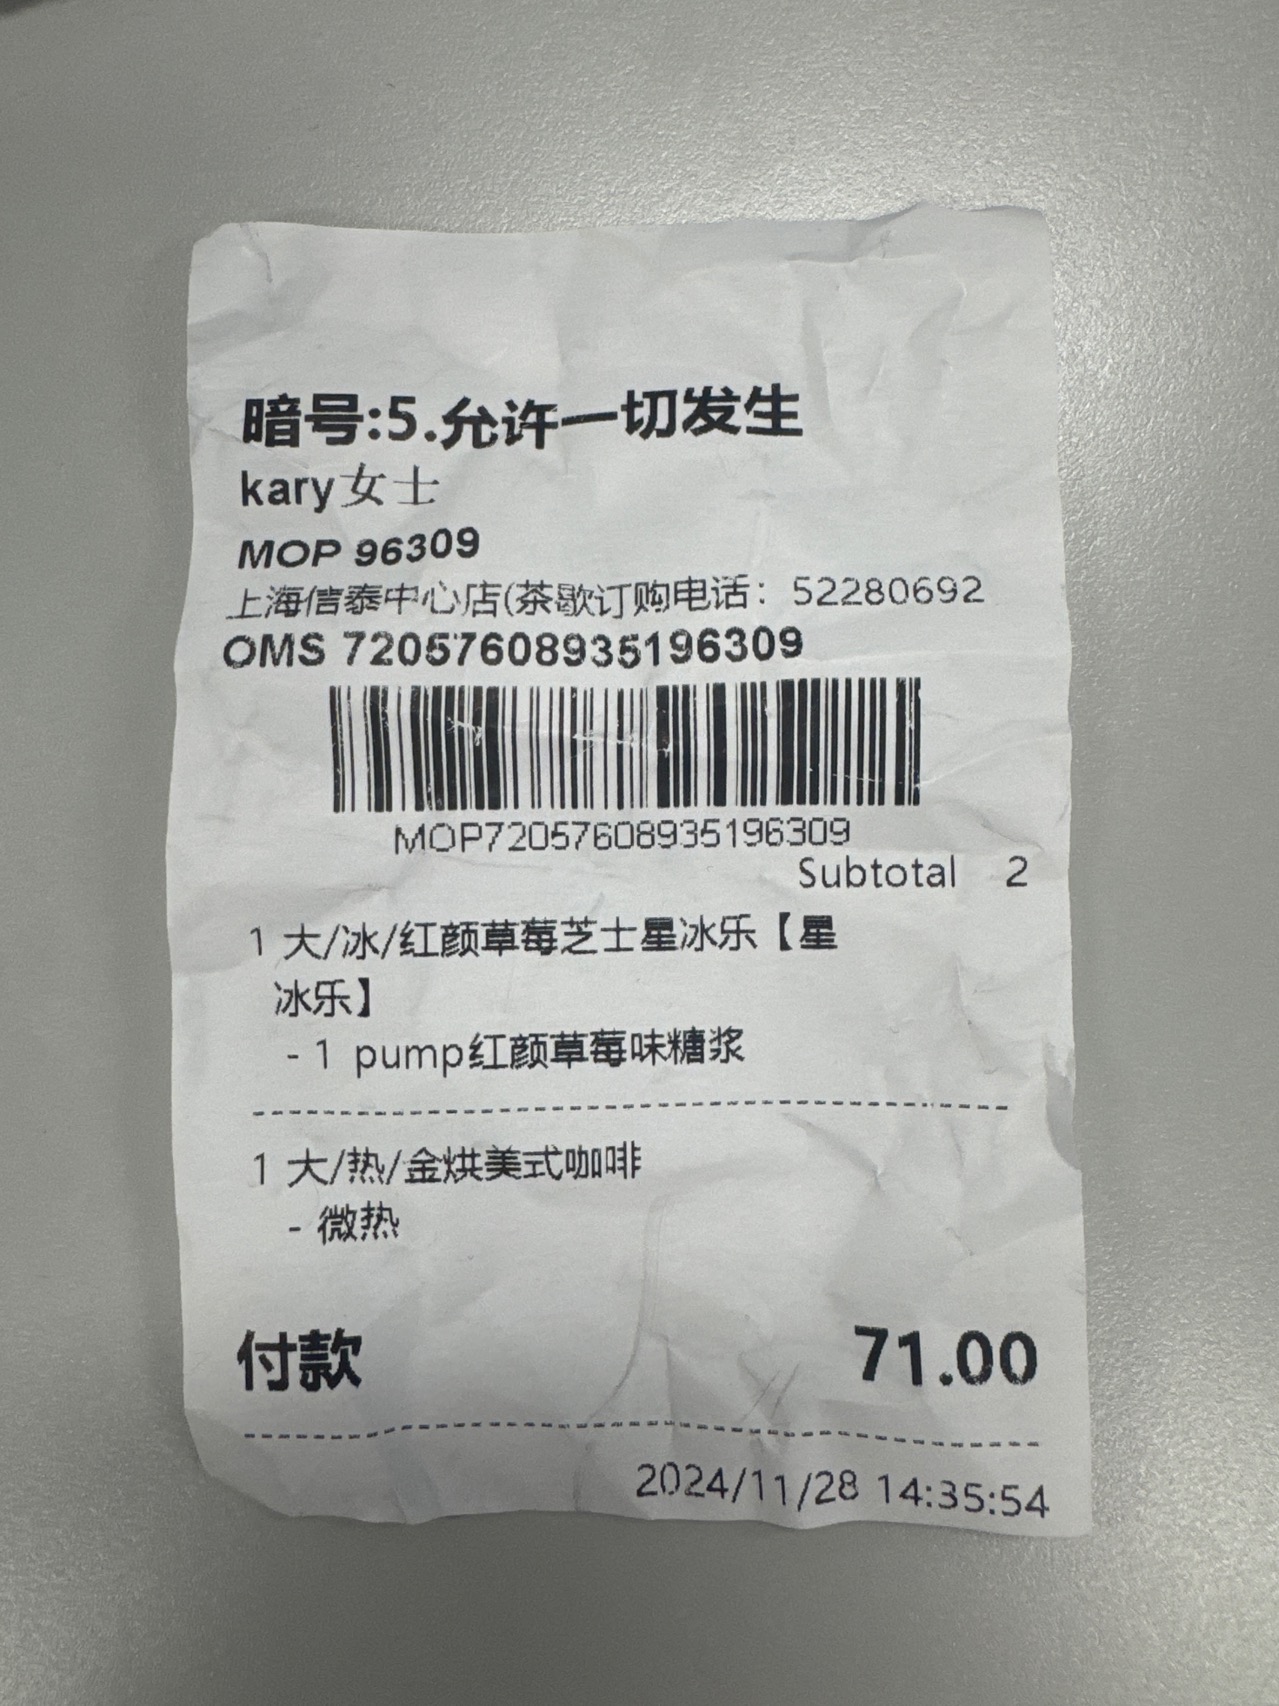 暗号:5.允许一切发生
kary女士
MOP 96309
上海信泰中心店(茶歇订购电话：52280692
OMS 72057608935196309
MOP72057608935196309
Subtotal 2
1 大/冰/红颜草莓芝士星冰乐【星
冰乐】
- 1 pump红颜草莓味糖浆
1 大/热/金烘美式咖啡
- 微热
付款 71.00
2024/11/28 14:35:54